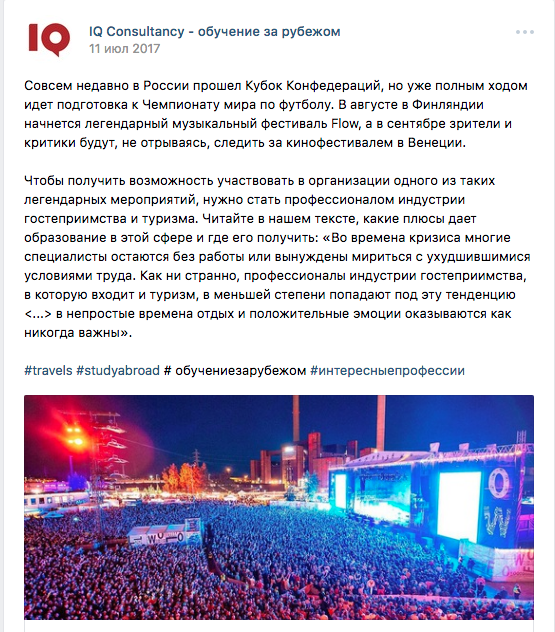 IQ
IQ Consultancy - обучение за рубежом
11 июл 2017
Совсем недавно в России прошел Кубок Конфедераций, но уже полным ходом
идет подготовка к Чемпионату мира по футболу. В августе в Финляндии
начнется легендарный музыкальный фестиваль Flow, а в сентябре зрители и
критики будут, не отрываясь, следить за кинофестивалем в Венеции.
Чтобы получить возможность участвовать в организации одного из таких
легендарных мероприятий, нужно стать профессионалом индустрии
гостеприимства и туризма. Читайте в нашем тексте, какие плюсы дает
образование в этой сфере и где его получить: «Во времена кризиса многие
специалисты остаются без работы или вынуждены мириться с ухудшившимися
условиями труда. Как ни странно, профессионалы индустрии гостеприимства,
в которую входит и туризм, в меньшей степени попадают под эту тенденцию
<...> в непростые времена отдых и положительные эмоции оказываются как
никогда важны».
#travels #studyabroad # обучениезарубежом #интересныепрофессии
O
W